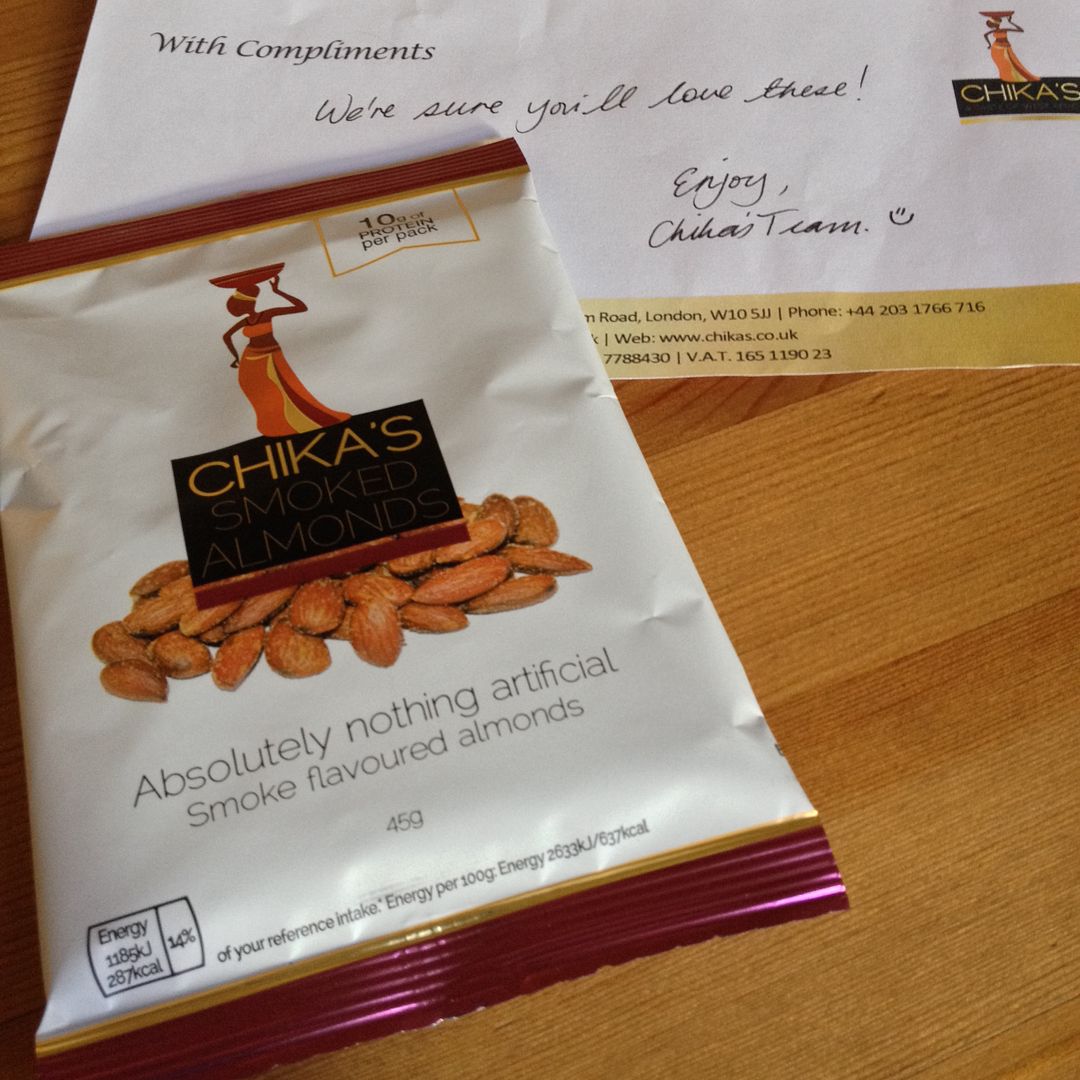 With Compliments
We're sure you'll love these!
Enjoy,
Chika's Team. :)
CHIKA'S
Road, London, W10 5JJ | Phone: +44 203 1766 716
| Web: www.chikas.co.uk
7788430 | V.A.T. 165 1190 23
10g of
PROTEIN
per pack
CHIKA'S
SMOKED
ALMONDS
Absolutely nothing artificial
Smoke flavoured almonds
45g
Energy
1185kJ
287kcal
14%
of your reference intake.* Energy per 100g: Energy 2633kJ/637kcal